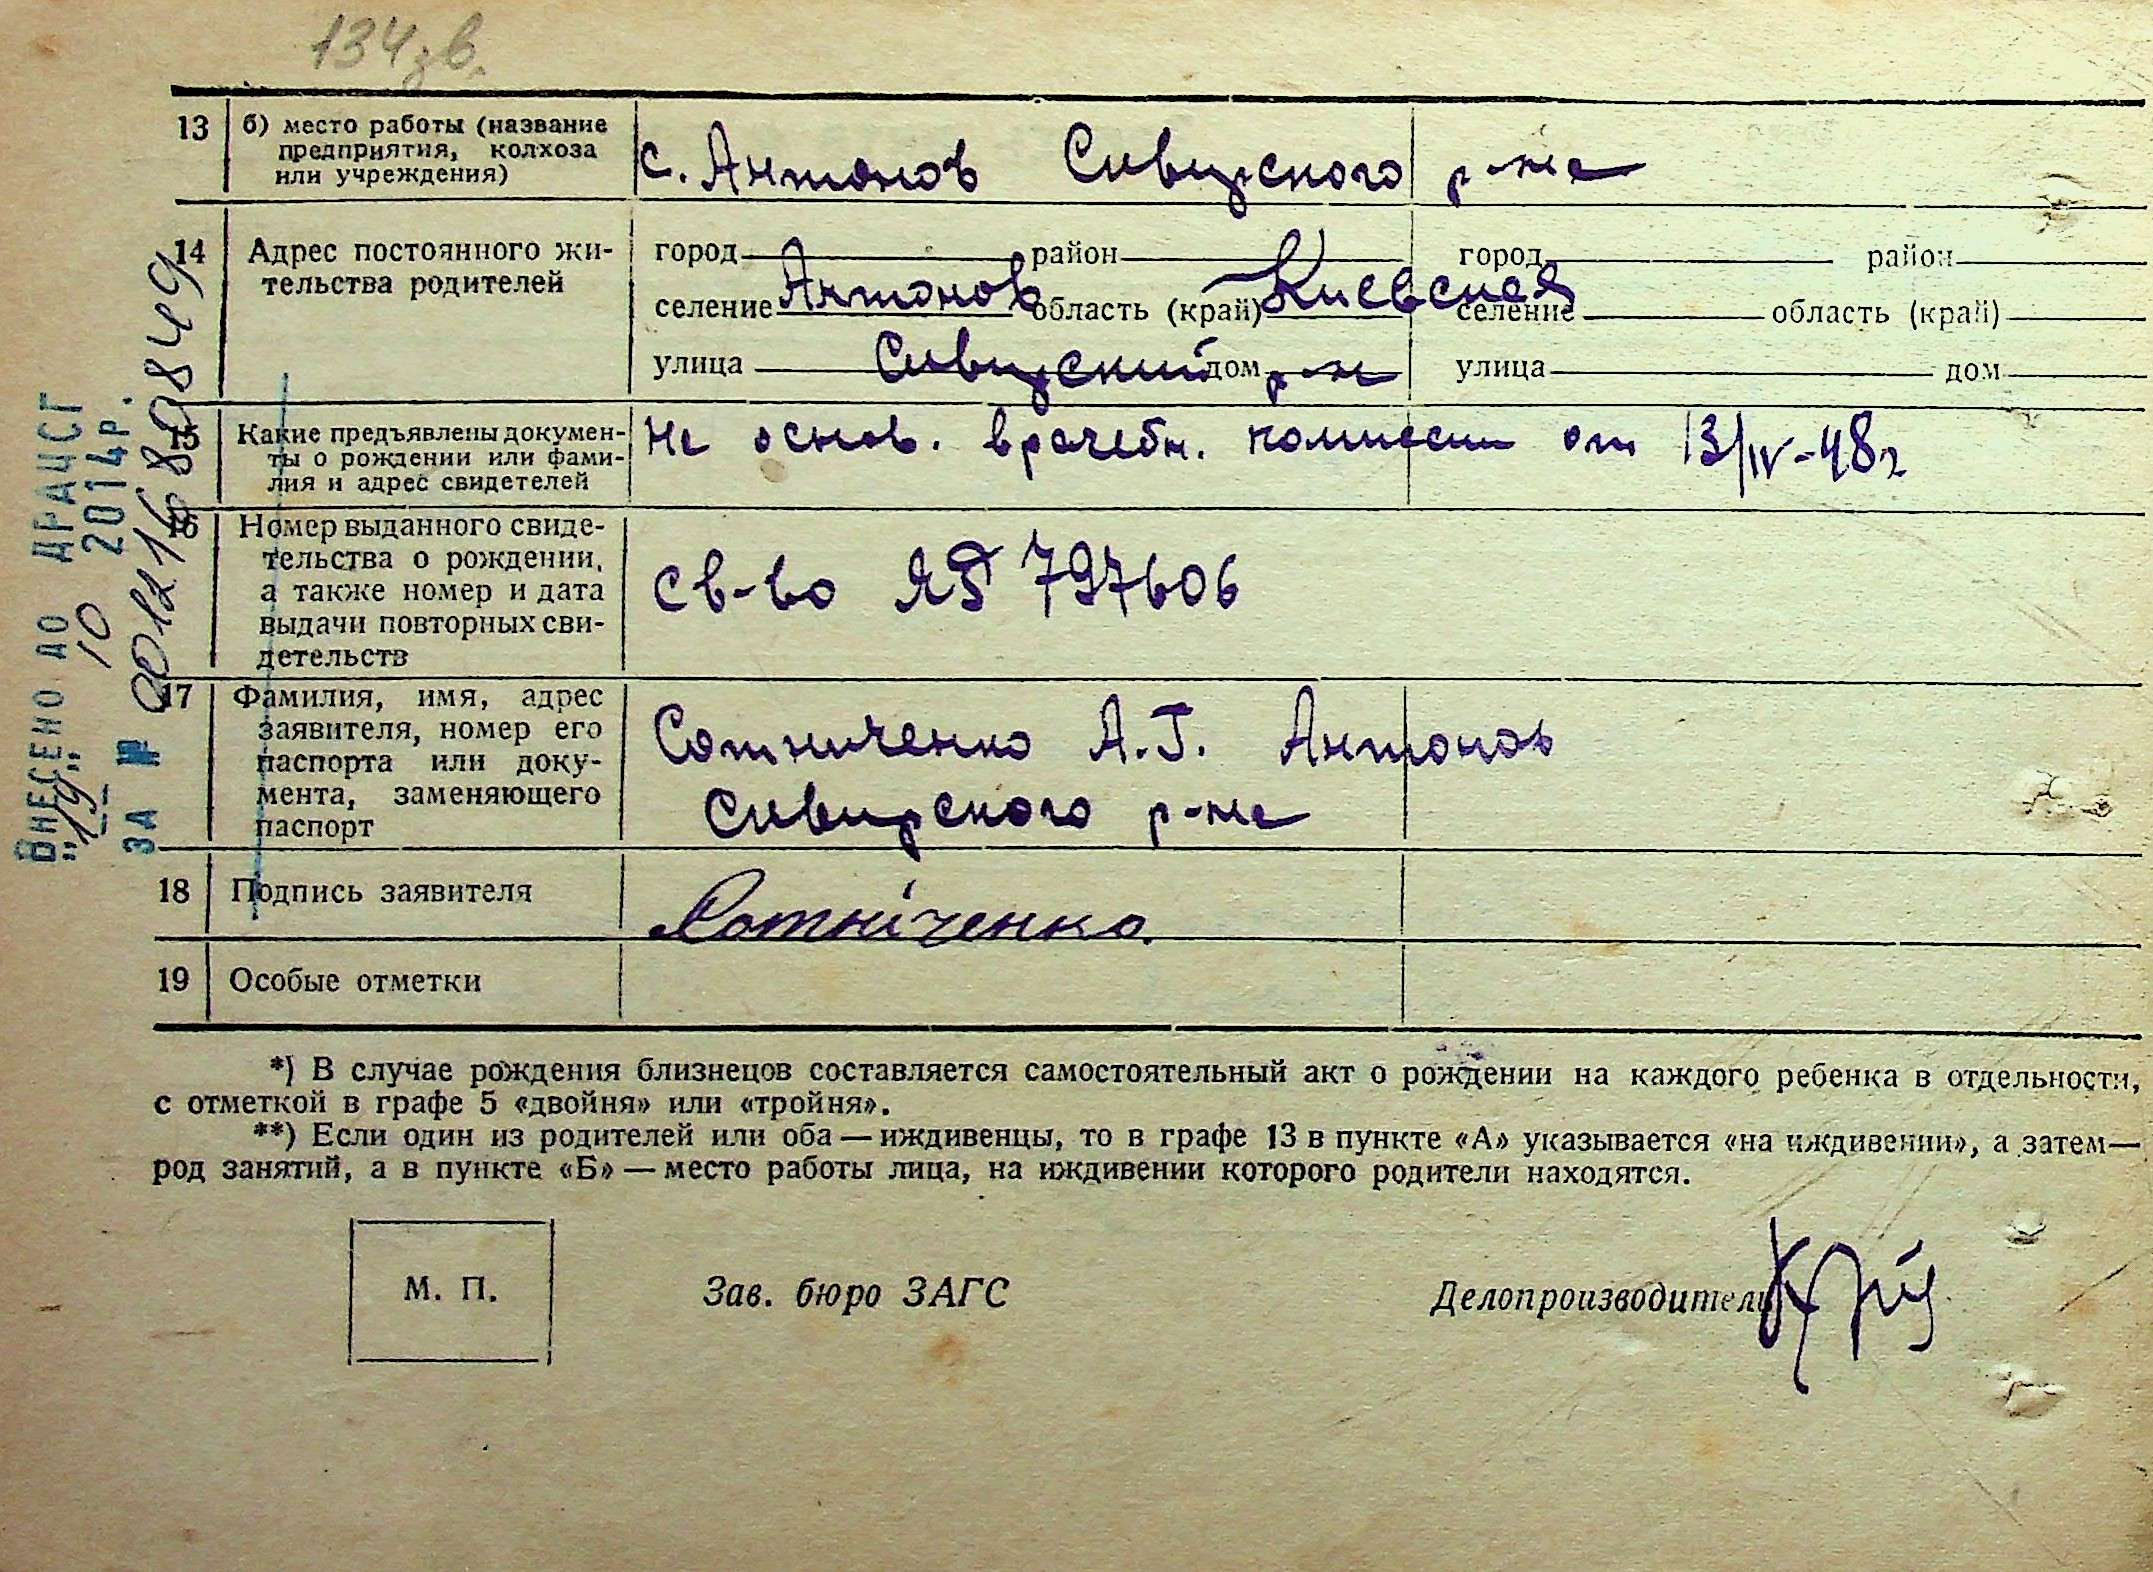 134зв.
13 б) место работы (название
предприятия, колхоза
или учреждения)
с. Антонов Сквирского р-на
14 Адрес постоянного жи-
тельства родителей
город район город район
селение Антонов область (край) Киевская селение область (край)
улица Сквирский дом р-н улица дом
15 Какие предъявлены докумен-
ты о рождении или фами-
лия и адрес свидетелей
На основ. врачебн. комиссии от 13/IV-48г
16 Номер выданного свиде-
тельства о рождении,
а также номер и дата
выдачи повторных сви-
детельств
св-во ЯБ 797606
17 Фамилия, имя, адрес
заявителя, номер его
паспорта или доку-
мента, заменяющего
паспорт
Сотниченко А.Г. Антонов
Сквирского р-на
18 Подпись заявителя
Сотніченко
19 Особые отметки
*) В случае рождения близнецов составляется самостоятельный акт о рождении на каждого ребенка в отдельности,
с отметкой в графе 5 «двойня» или «тройня».
**) Если один из родителей или оба — иждивенцы, то в графе 13 в пункте «А» указывается «на иждивении», а затем —
род занятий, а в пункте «Б» — место работы лица, на иждивении которого родители находятся.
М. П.
Зав. бюро ЗАГС
Делопроизводитель
ВНЕСЕНО ДО ДРАЦСГ
"19" 10 2014р.
ЗА №